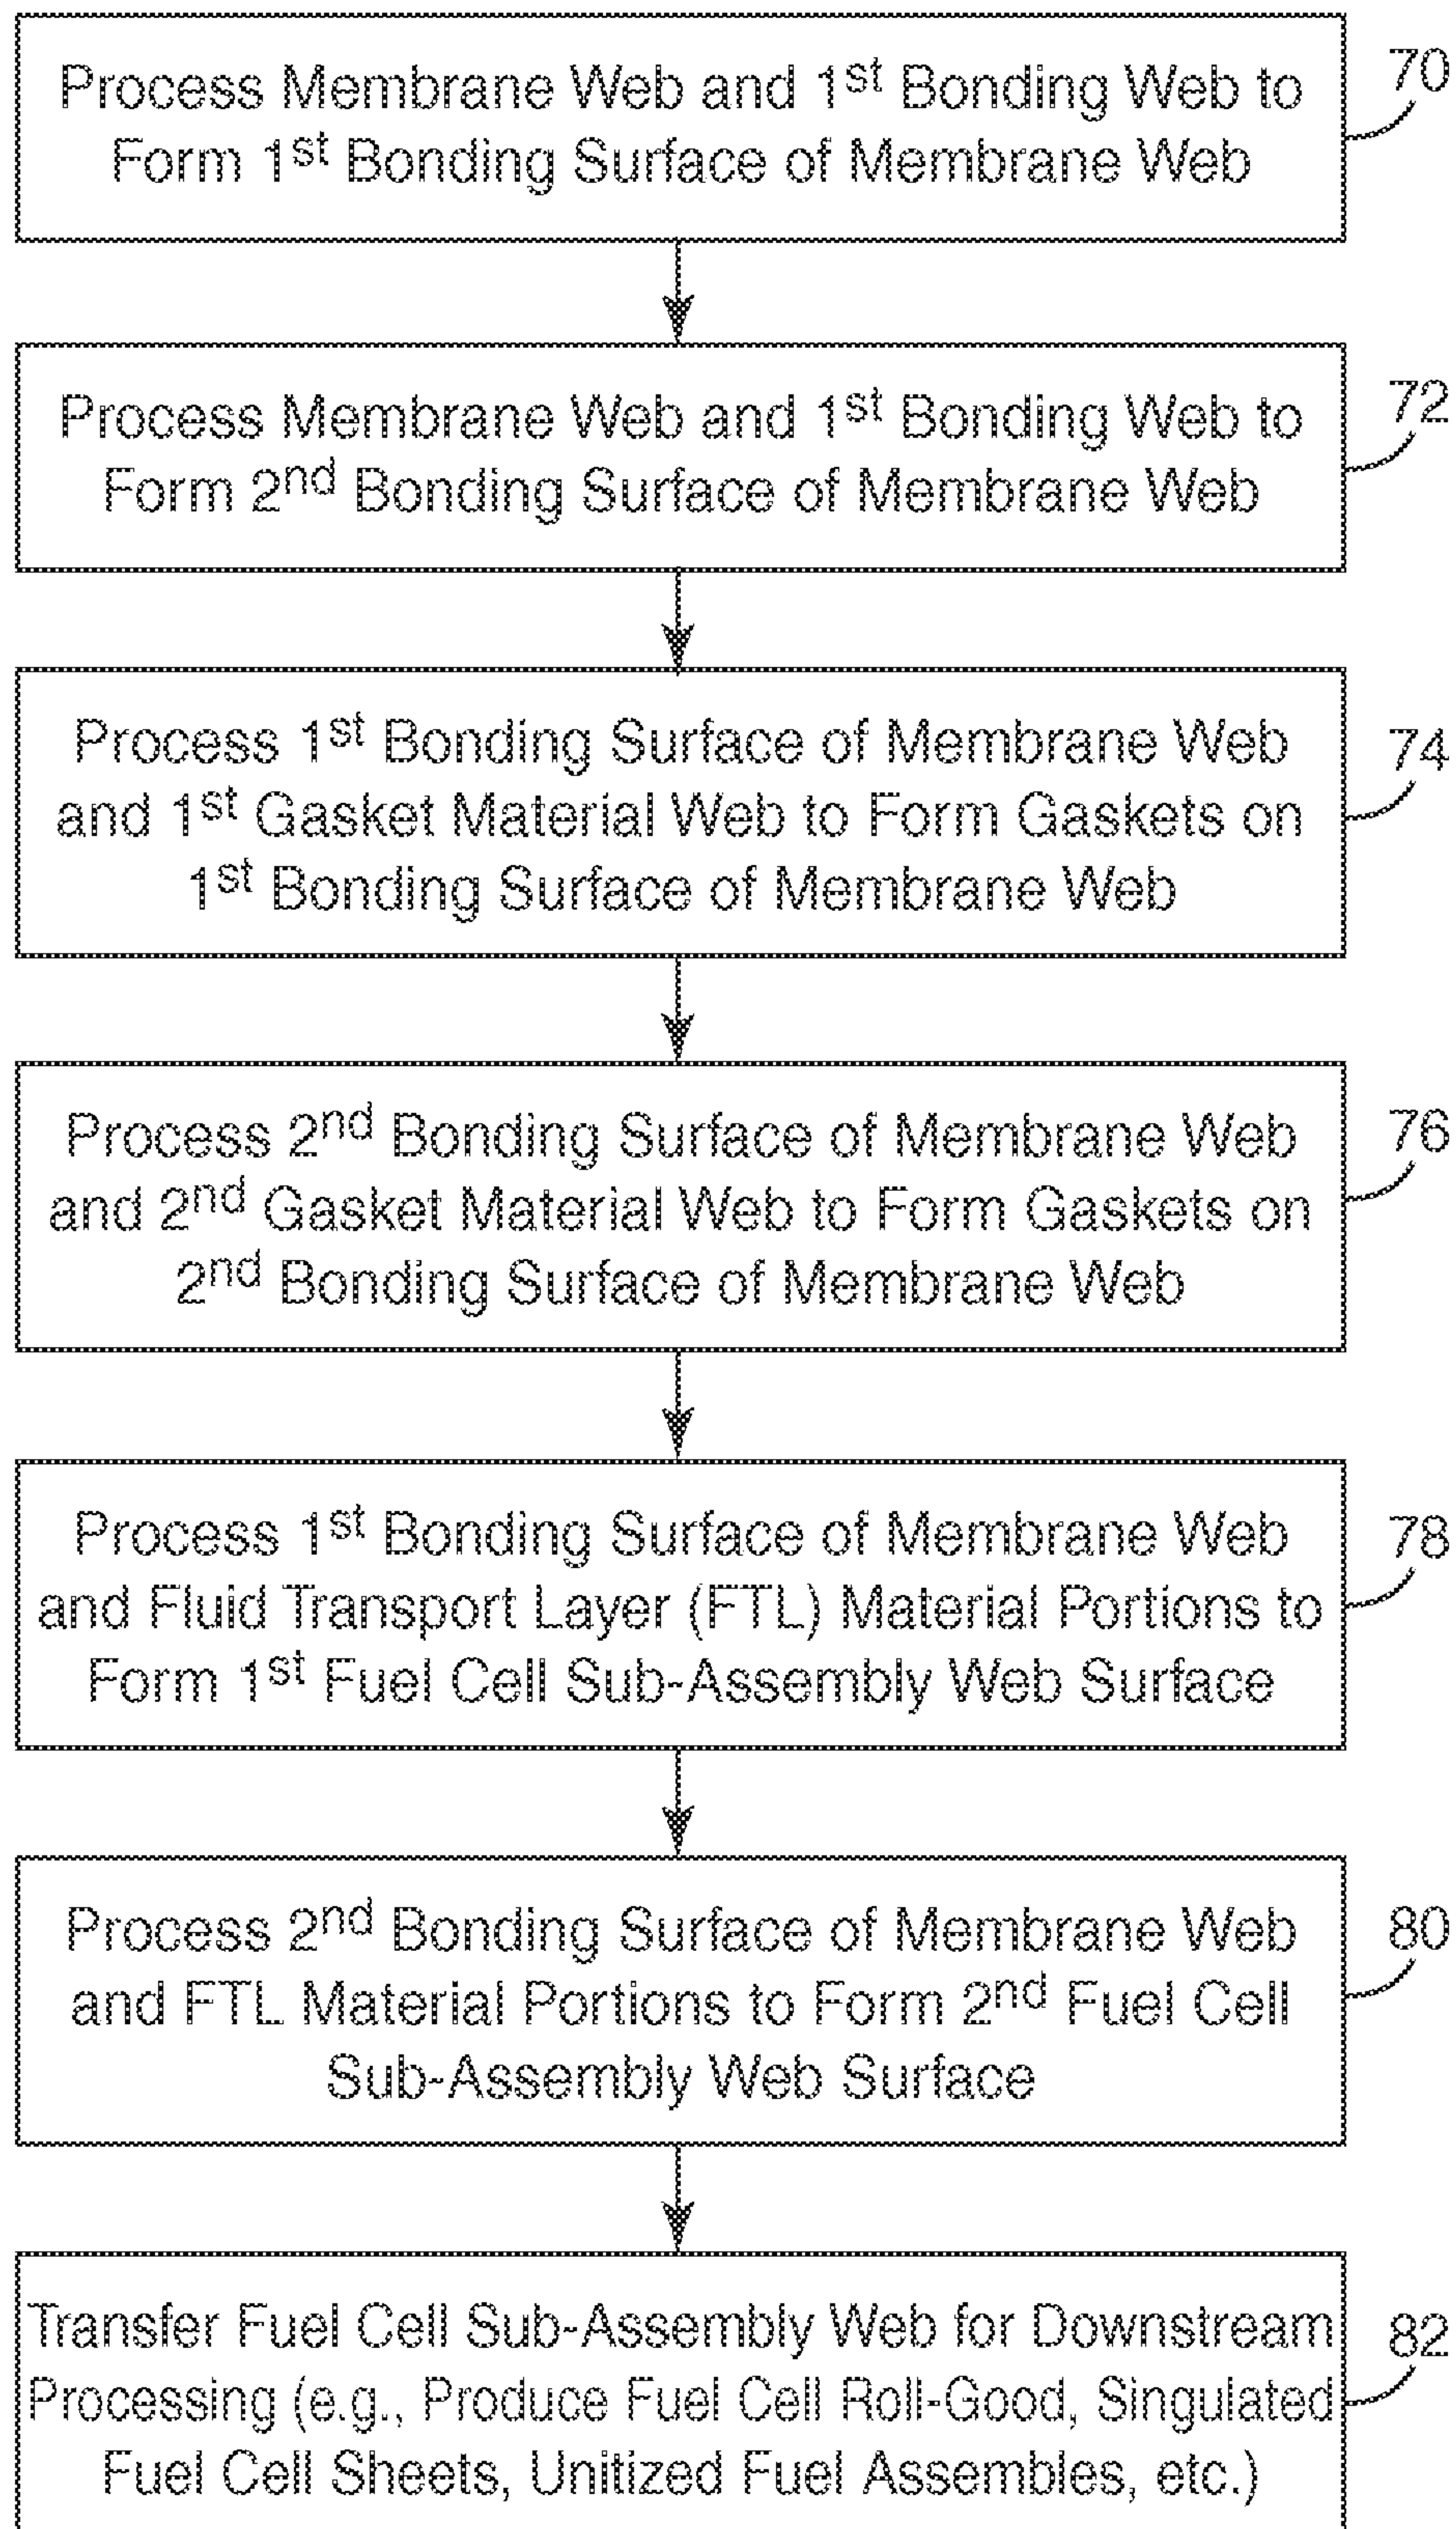 Process Membrane Web and 1st Bonding Web to
Form 1st Bonding Surface of Membrane Web
70
Process Membrane Web and 1st Bonding Web to
Form 2nd Bonding Surface of Membrane Web
72
Process 1st Bonding Surface of Membrane Web
and 1st Gasket Material Web to Form Gaskets on
1st Bonding Surface of Membrane Web
74
Process 2nd Bonding Surface of Membrane Web
and 2nd Gasket Material Web to Form Gaskets on
2nd Bonding Surface of Membrane Web
76
Process 1st Bonding Surface of Membrane Web
and Fluid Transport Layer (FTL) Material Portions to
Form 1st Fuel Cell Sub-Assembly Web Surface
78
Process 2nd Bonding Surface of Membrane Web
and FTL Material Portions to Form 2nd Fuel Cell
Sub-Assembly Web Surface
80
Transfer Fuel Cell Sub-Assembly Web for Downstream
Processing (e.g., Produce Fuel Cell Roll-Good, Singulated
Fuel Cell Sheets, Unitized Fuel Assembles, etc.)
82